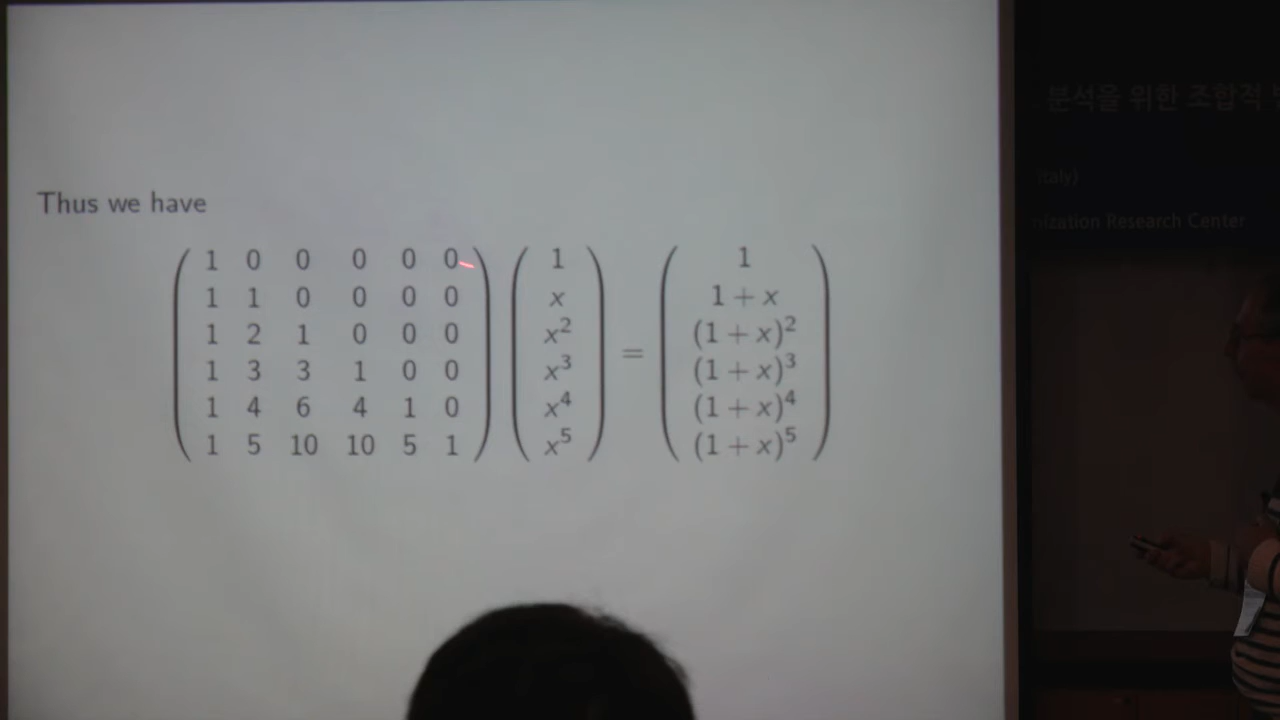 Thus we have
1 0 0 0 0 0 1 1
1 1 0 0 0 0 x 1 + x
1 2 1 0 0 0 x² (1 + x)²
1 3 3 1 0 0 x³ = (1 + x)³
1 4 6 4 1 0 x⁴ (1 + x)⁴
1 5 10 10 5 1 x⁵ (1 + x)⁵
분석을 위한 조합적
Italy)
Research Center